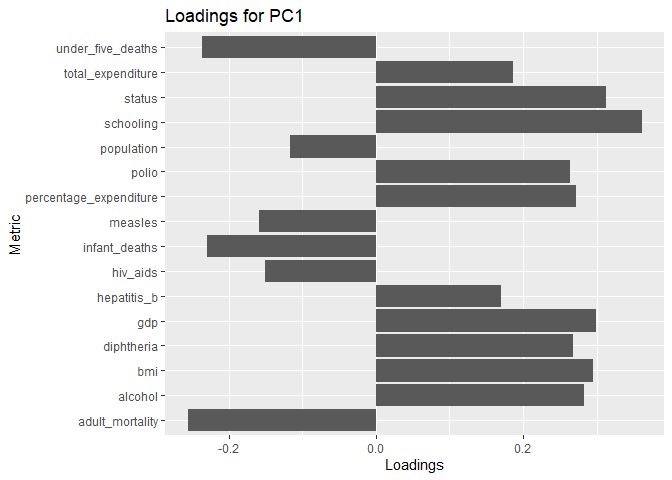 Loadings for PC1
under_five_deaths
total_expenditure
status
schooling
population
polio
percentage_expenditure
measles
infant_deaths
hiv_aids
hepatitis_b
gdp
diphtheria
bmi
alcohol
adult_mortality
Metric
-0.2 0.0 0.2
Loadings